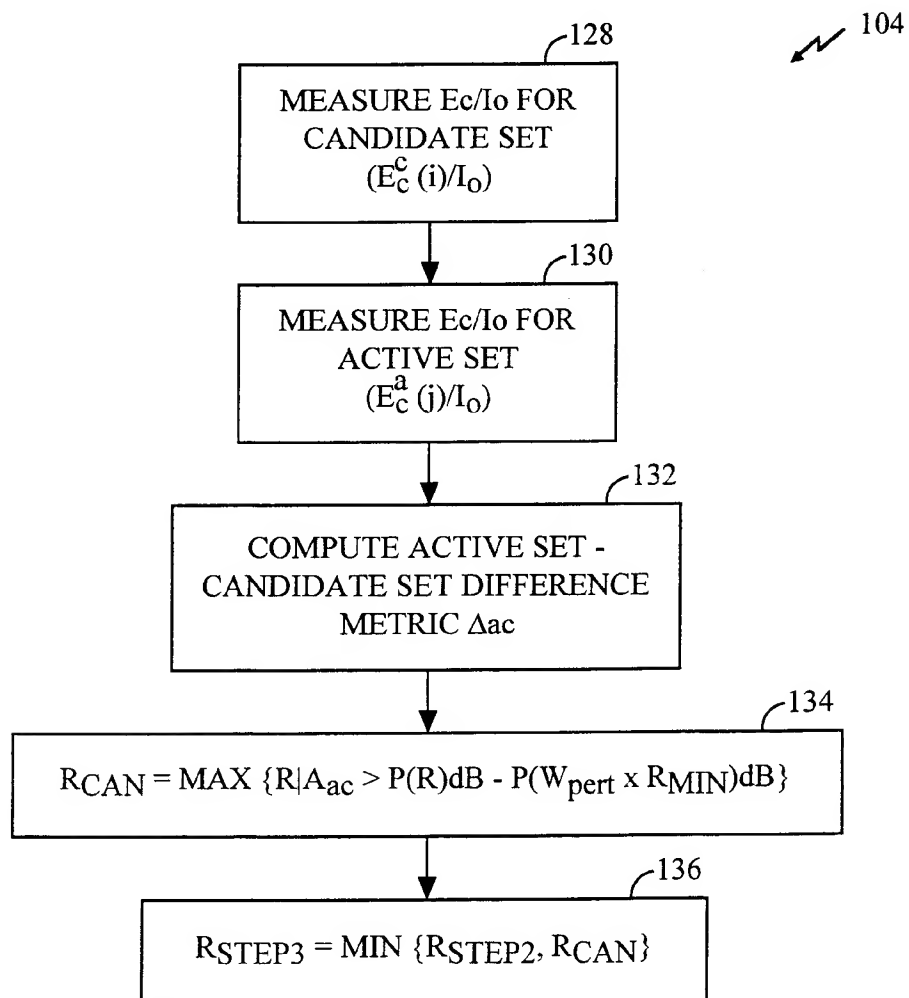 104
128
MEASURE Ec/Io FOR
CANDIDATE SET
(E_c^c (i)/I_o)
130
MEASURE Ec/Io FOR
ACTIVE SET
(E_c^a (j)/I_o)
132
COMPUTE ACTIVE SET -
CANDIDATE SET DIFFERENCE
METRIC Δac
134
R_CAN = MAX {R|A_ac > P(R)dB - P(W_pert x R_MIN)dB}
136
R_STEP3 = MIN {R_STEP2, R_CAN}